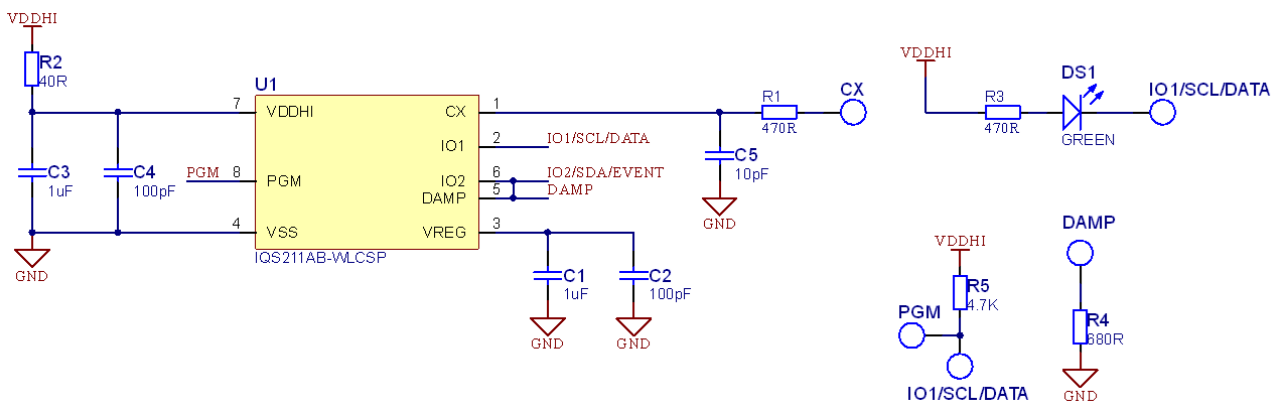 VDDHI
R2
40R
C3
1uF
C4
100pF
GND
U1
7
VDDHI
PGM
8
PGM
4
VSS
CX
1
IO1
2
IO1/SCL/DATA
IO2
6
IO2/SDA/EVENT
DAMP
5
DAMP
VREG
3
IQS211AB-WLCSP
C1
1uF
GND
C2
100pF
GND
R1
470R
CX
C5
10pF
GND
VDDHI
R3
470R
DS1
GREEN
IO1/SCL/DATA
VDDHI
R5
4.7K
PGM
IO1/SCL/DATA
DAMP
R4
680R
GND